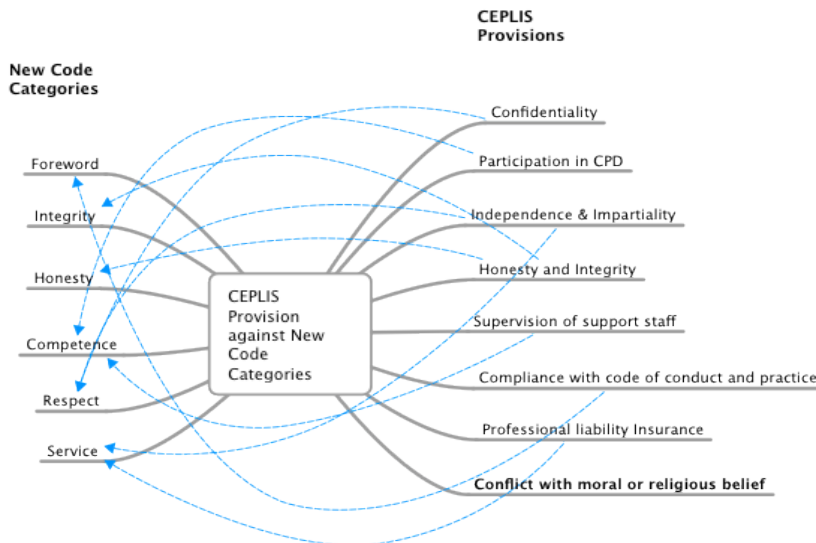 CEPLIS
Provisions
New Code
Categories
Foreword
Integrity
Honesty
Competence
Respect
Service
CEPLIS
Provision
against New
Code
Categories
Confidentiality
Participation in CPD
Independence & Impartiality
Honesty and Integrity
Supervision of support staff
Compliance with code of conduct and practice
Professional liability Insurance
Conflict with moral or religious belief